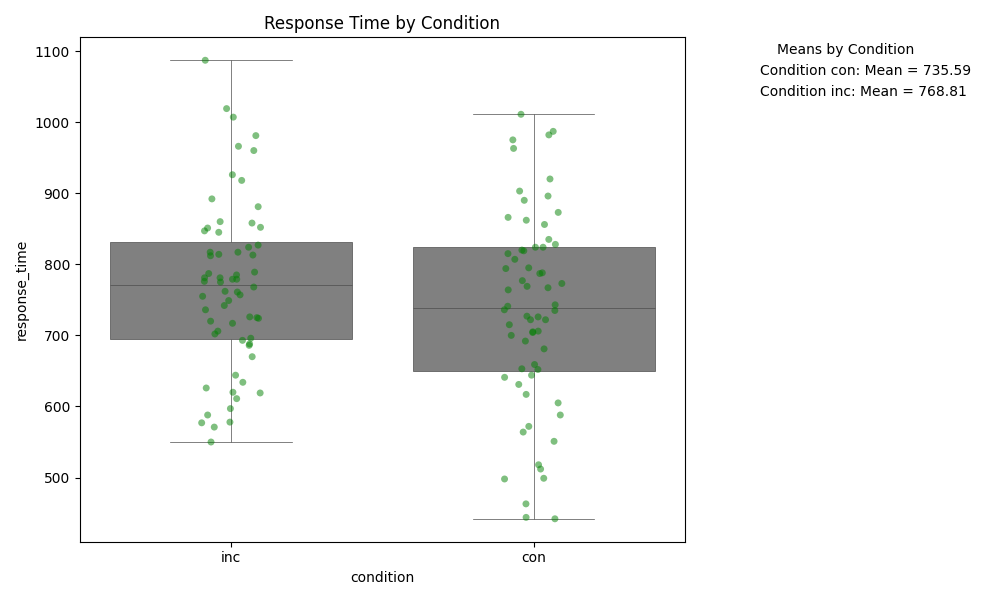 Response Time by Condition
Means by Condition
Condition con: Mean = 735.59
Condition inc: Mean = 768.81
1100
1000
900
800
700
600
500
response_time
inc
con
condition